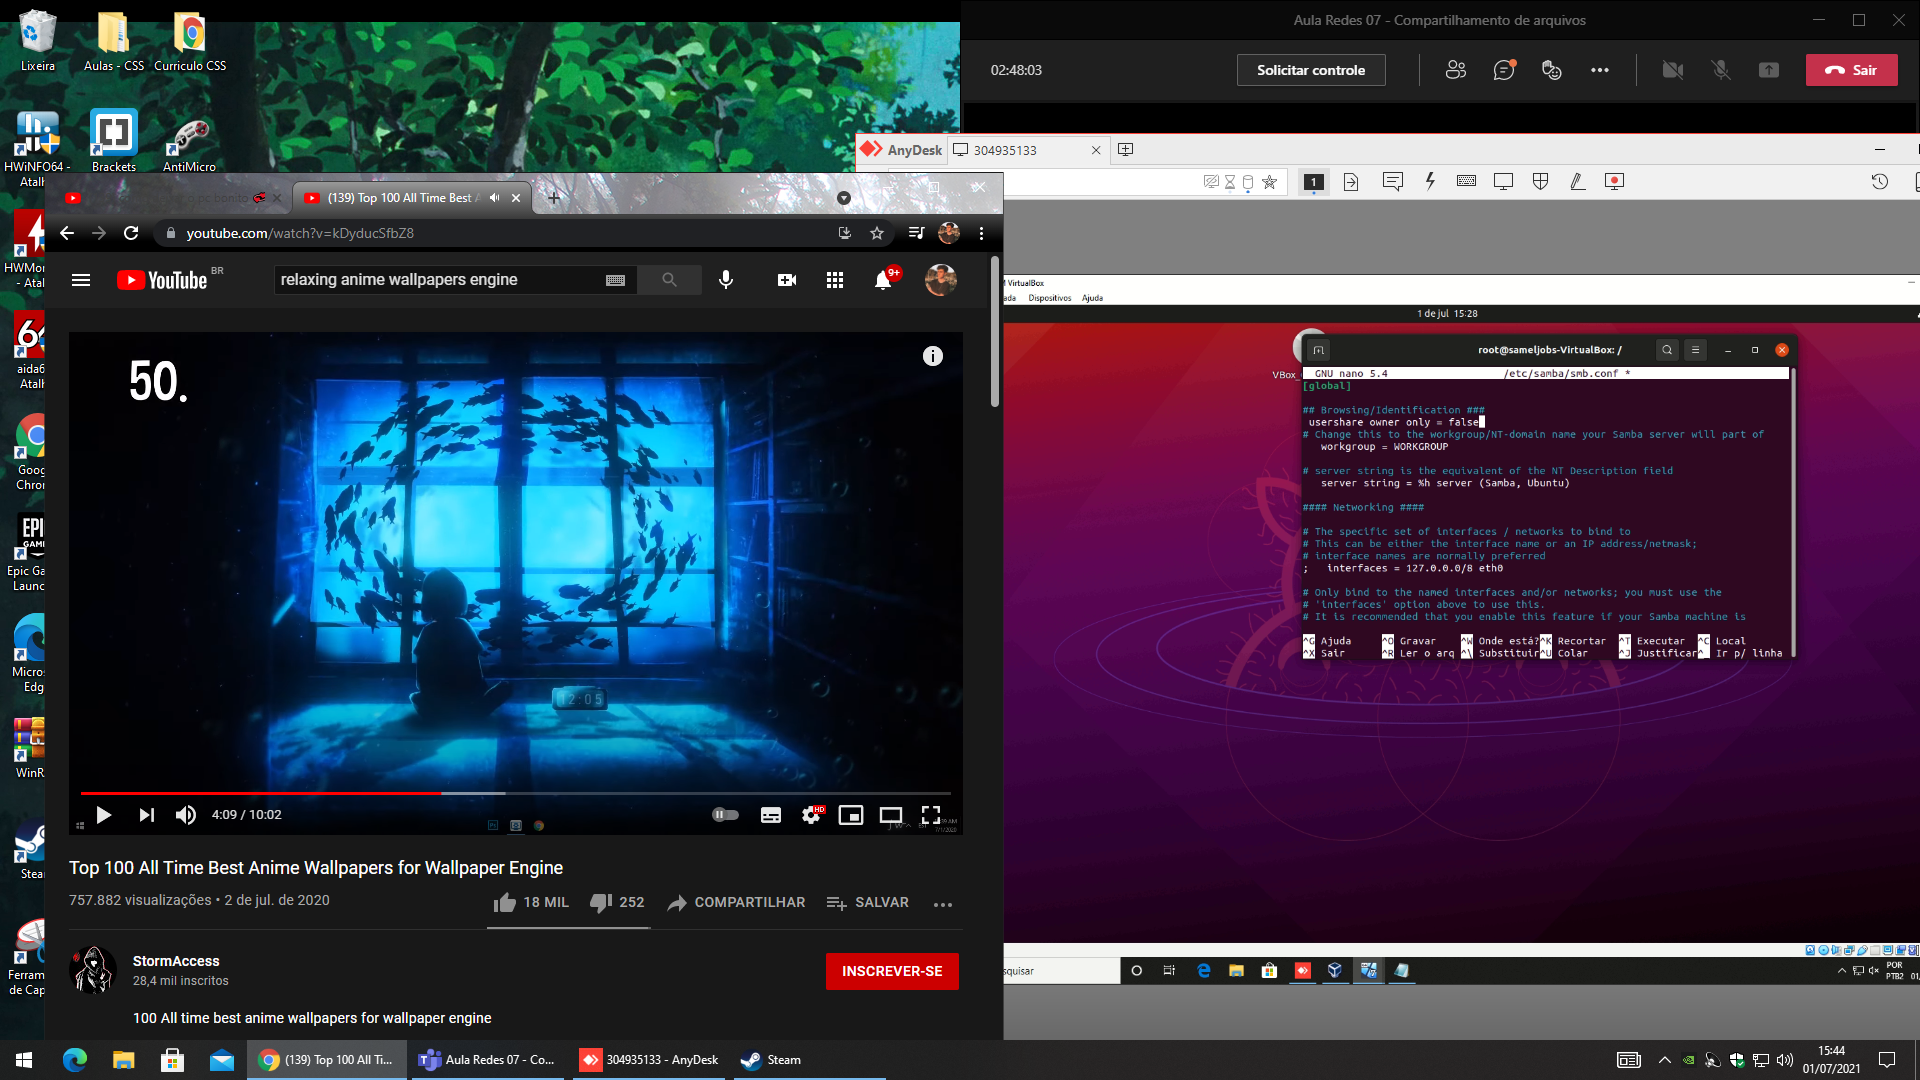 Lixeira
Aulas - CSS
Curriculo CSS
HWiNFO64 -
Atalh
Brackets
AntiMicro
HWMon
- Atalh
aida6
Atalh
Goog
Chron
EPIC
GAM
Epic Ga
Launc
Micros
Edg
WinR
Stea
Ferram
de Cap
Aula Redes 07 - Compartilhamento de arquivos
02:48:03
Solicitar controle
Sair
AnyDesk
304935133
1
(139) Top 100 All Time Best A
youtube.com/watch?v=kDyducSfbZ8
YouTube BR
relaxing anime wallpapers engine
9+
50.
12:05
4:09 / 10:02
HD
7/1/2020
Top 100 All Time Best Anime Wallpapers for Wallpaper Engine
757.882 visualizações • 2 de jul. de 2020
18 MIL
252
COMPARTILHAR
SALVAR
StormAccess
28,4 mil inscritos
INSCREVER-SE
100 All time best anime wallpapers for wallpaper engine
VirtualBox
ada Dispositivos Ajuda
1 de jul 15:28
VBox_
root@sameljobs-VirtualBox: /
GNU nano 5.4 /etc/samba/smb.conf *
[global]
## Browsing/Identification ###
usershare owner only = false
# Change this to the workgroup/NT-domain name your Samba server will part of
workgroup = WORKGROUP
# server string is the equivalent of the NT Description field
server string = %h server (Samba, Ubuntu)
#### Networking ####
# The specific set of interfaces / networks to bind to
# This can be either the interface name or an IP address/netmask;
# interface names are normally preferred
; interfaces = 127.0.0.0/8 eth0
# Only bind to the named interfaces and/or networks; you must use the
# 'interfaces' option above to use this.
# It is recommended that you enable this feature if your Samba machine is
^G Ajuda ^O Gravar ^W Onde está? ^K Recortar ^T Executar ^C Local
^X Sair ^R Ler o arq ^\ Substituir ^U Colar ^J Justificar ^_ Ir p/ linha
squisar
POR
PTB2
01,
(139) Top 100 All Ti...
Aula Redes 07 - Co...
304935133 - AnyDesk
Steam
15:44
01/07/2021